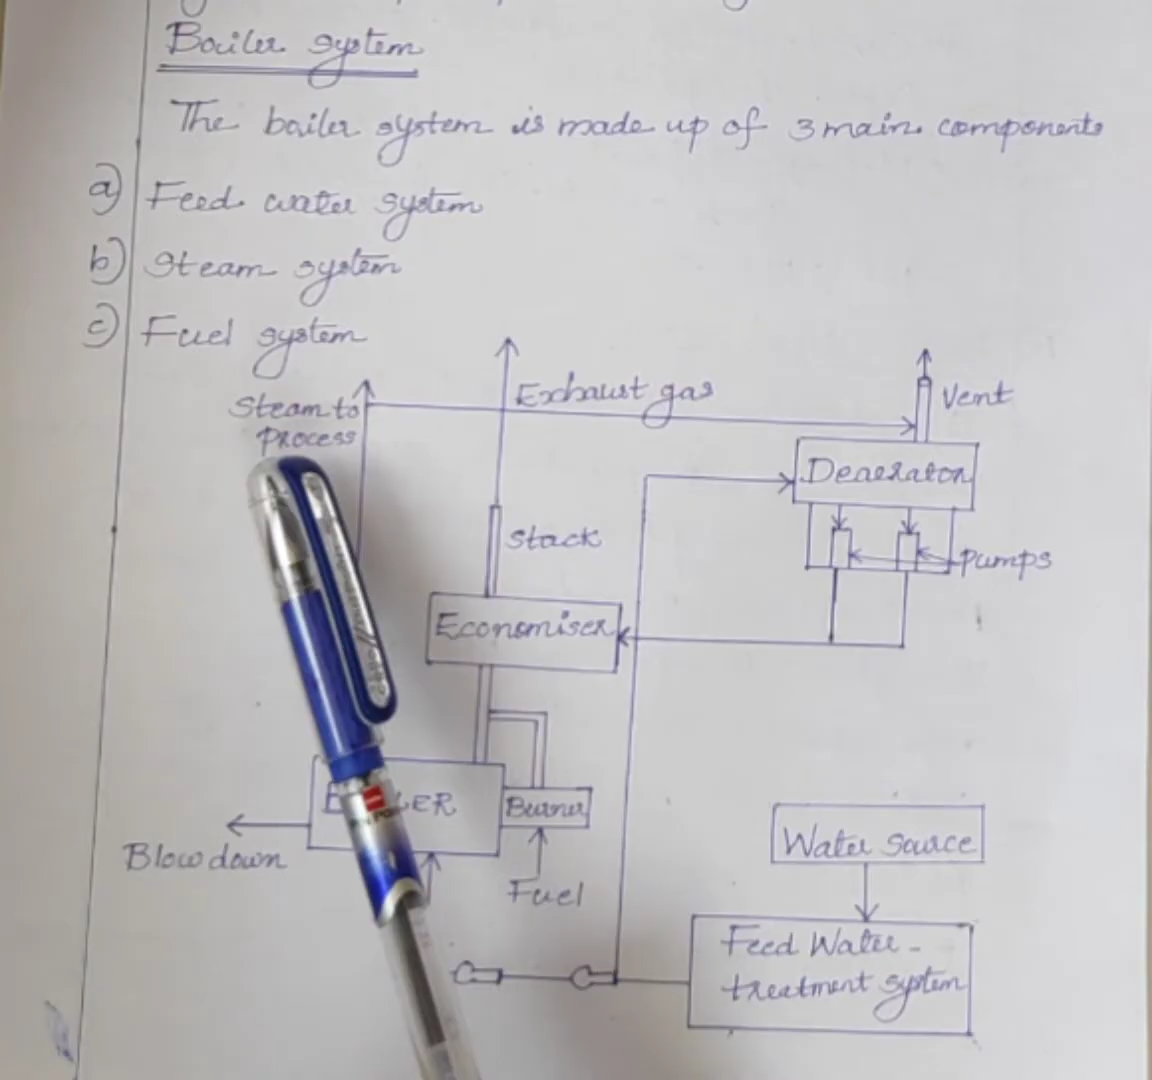 Boiler system
The boiler system is made up of 3 main components
a) Feed water system
b) Steam system
c) Fuel system
Steam to
Process
Exhaust gas
Vent
Deaerator
Stack
Pumps
Economiser
Burner
Blow down
Fuel
Water source
Feed Water -
treatment system